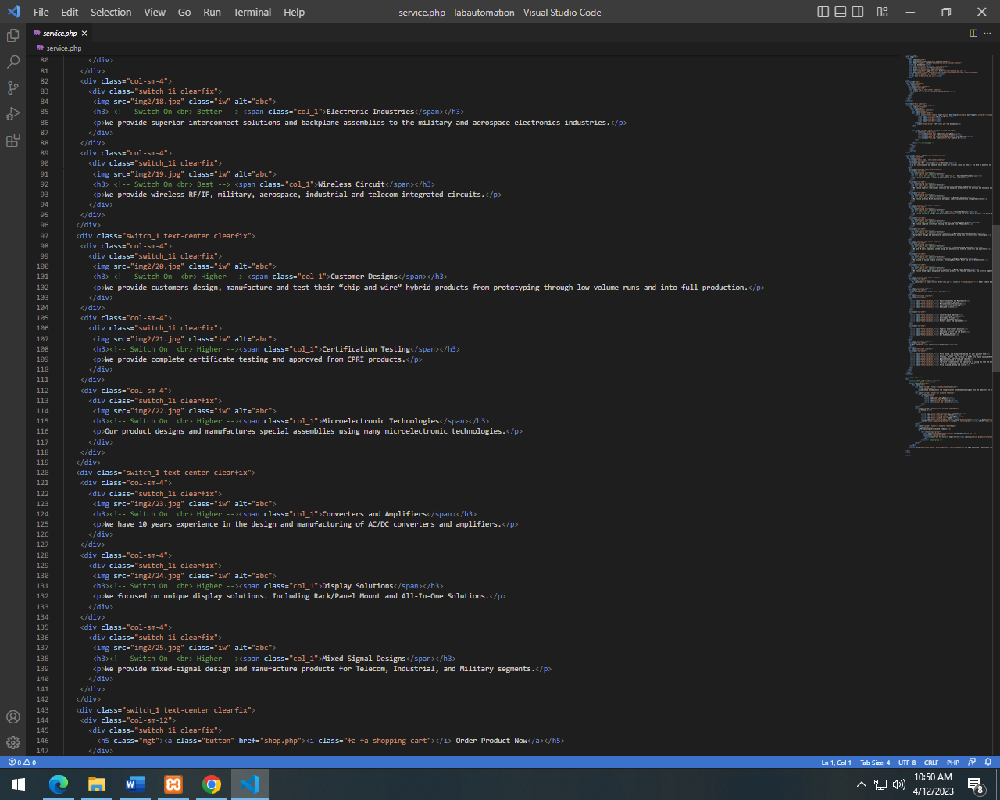 File Edit Selection View Go Run Terminal Help service.php - labautomation - Visual Studio Code
service.php
service.php
80 </div>
81 </div>
82 <div class="col-sm-4">
83 <div class="switch_1i clearfix">
84 <img src="img2/18.jpg" class="iw" alt="abc">
85 <h3> <!-- Switch On <br> Better --> <span class="col_1">Electronic Industries</span></h3>
86 <p>We provide superior interconnect solutions and backplane assemblies to the military and aerospace electronics industries.</p>
87 </div>
88 </div>
89 <div class="col-sm-4">
90 <div class="switch_1i clearfix">
91 <img src="img2/19.jpg" class="iw" alt="abc">
92 <h3> <!-- Switch On <br> Best --> <span class="col_1">Wireless Circuit</span></h3>
93 <p>We provide wireless RF/IF, military, aerospace, industrial and telecom integrated circuits.</p>
94 </div>
95 </div>
96 </div>
97 <div class="switch_1 text-center clearfix">
98 <div class="col-sm-4">
99 <div class="switch_1i clearfix">
100 <img src="img2/20.jpg" class="iw" alt="abc">
101 <h3> <!-- Switch On  <br> Higher --> <span class="col_1">Customer Designs</span></h3>
102 <p>We provide customers design, manufacture and test their “chip and wire” hybrid products from prototyping through low-volume runs and into full production.</p>
103 </div>
104 </div>
105 <div class="col-sm-4">
106 <div class="switch_1i clearfix">
107 <img src="img2/21.jpg" class="iw" alt="abc">
108 <h3><!-- Switch On  <br> Higher --><span class="col_1">Certification Testing</span></h3>
109 <p>We provide complete certificate testing and approved from CPRI products.</p>
110 </div>
111 </div>
112 <div class="col-sm-4">
113 <div class="switch_1i clearfix">
114 <img src="img2/22.jpg" class="iw" alt="abc">
115 <h3><!-- Switch On  <br> Higher --><span class="col_1">Microelectronic Technologies</span></h3>
116 <p>Our product designs and manufactures special assemblies using many microelectronic technologies.</p>
117 </div>
118 </div>
119 </div>
120 <div class="switch_1 text-center clearfix">
121 <div class="col-sm-4">
122 <div class="switch_1i clearfix">
123 <img src="img2/23.jpg" class="iw" alt="abc">
124 <h3><!-- Switch On  <br> Higher --><span class="col_1">Converters and Amplifiers</span></h3>
125 <p>We have 10 years experience in the design and manufacturing of AC/DC converters and amplifiers.</p>
126 </div>
127 </div>
128 <div class="col-sm-4">
129 <div class="switch_1i clearfix">
130 <img src="img2/24.jpg" class="iw" alt="abc">
131 <h3><!-- Switch On  <br> Higher --><span class="col_1">Display Solutions</span></h3>
132 <p>We focused on unique display solutions. Including Rack/Panel Mount and All-In-One Solutions.</p>
133 </div>
134 </div>
135 <div class="col-sm-4">
136 <div class="switch_1i clearfix">
137 <img src="img2/25.jpg" class="iw" alt="abc">
138 <h3><!-- Switch On  <br> Higher --><span class="col_1">Mixed Signal Designs</span></h3>
139 <p>We provide mixed-signal design and manufacture products for Telecom, Industrial, and Military segments.</p>
140 </div>
141 </div>
142 </div>
143 <div class="switch_1 text-center clearfix">
144 <div class="col-sm-12">
145 <div class="switch_1i clearfix">
146 <h5 class="mgt"><a class="button" href="shop.php"><i class="fa fa-shopping-cart"></i> Order Product Now</a></h5>
147 </div>
0 0 Ln 1, Col 1 Tab Size: 4 UTF-8 CRLF PHP
10:50 AM
4/12/2023
8